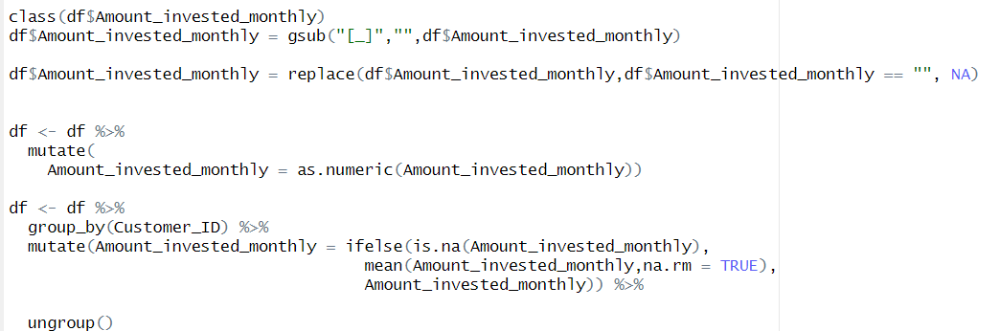 class(df$Amount_invested_monthly)
df$Amount_invested_monthly = gsub("[_]","",df$Amount_invested_monthly)
df$Amount_invested_monthly = replace(df$Amount_invested_monthly,df$Amount_invested_monthly == "", NA)
df <- df %>%
  mutate(
    Amount_invested_monthly = as.numeric(Amount_invested_monthly))
df <- df %>%
  group_by(Customer_ID) %>%
  mutate(Amount_invested_monthly = ifelse(is.na(Amount_invested_monthly),
                                     mean(Amount_invested_monthly,na.rm = TRUE),
                                     Amount_invested_monthly)) %>%
  ungroup()